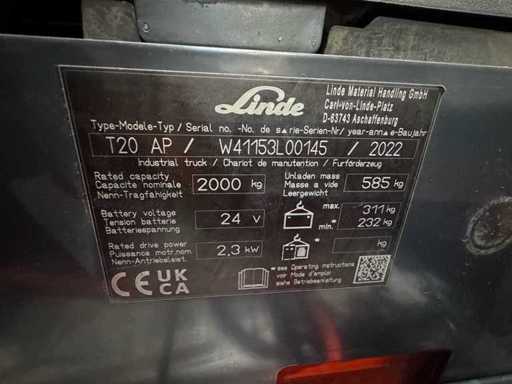 Linde
Linde Material Handling GmbH
Carl-von-Linde-Platz
D-63743 Aschaffenburg
Type-Modele-Typ / Serial no. -No. de série-Serien-Nr/ year-année-Baujahr
T20 AP / W41153L00145 / 2022
Industrial truck / Chariot de manutention / Flurförderzeug
Rated capacity
Capacite nominale
Nenn-Tragfähigkeit
2000 kg
Unladen mass
Masse a vide
Leergewicht
585 kg
Battery voltage
Tension batterie
Batteriespannung
24 V
max. 311 kg
min.* 232 kg
Rated drive power
Puissance motr.nom.
Nenn-Antriebsleist.
2,3 kW
* kg
CE UK
CA
*see Operating instructions
voir Mode d'emploi
siehe Betriebsanleitung